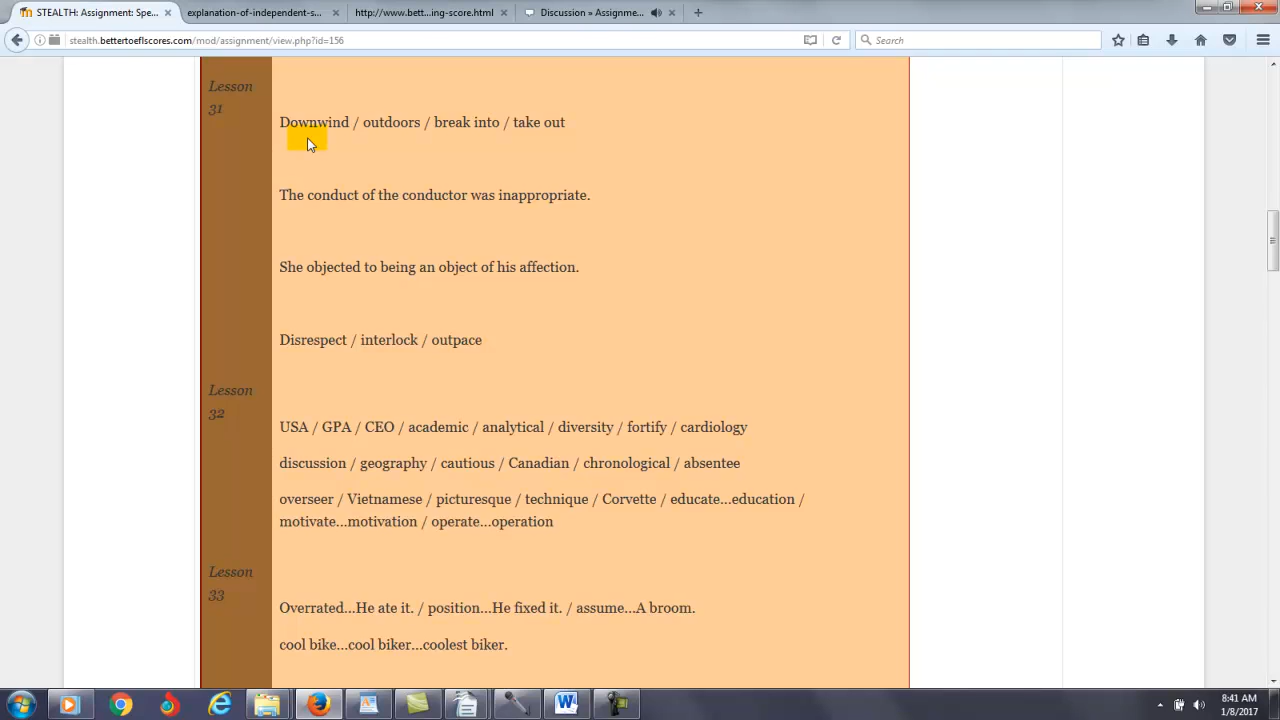 STEALTH: Assignment: Spe...
explanation-of-independent-s...
http://www.bett...ing-score.html
Discussion » Assignme...
stealth.bettertoeflscores.com/mod/assignment/view.php?id=156
Search
Lesson
31
Downwind / outdoors / break into / take out
The conduct of the conductor was inappropriate.
She objected to being an object of his affection.
Disrespect / interlock / outpace
Lesson
32
USA / GPA / CEO / academic / analytical / diversity / fortify / cardiology
discussion / geography / cautious / Canadian / chronological / absentee
overseer / Vietnamese / picturesque / technique / Corvette / educate...education /
motivate...motivation / operate...operation
Lesson
33
Overrated...He ate it. / position...He fixed it. / assume...A broom.
cool bike...cool biker...coolest biker.
8:41 AM
1/8/2017